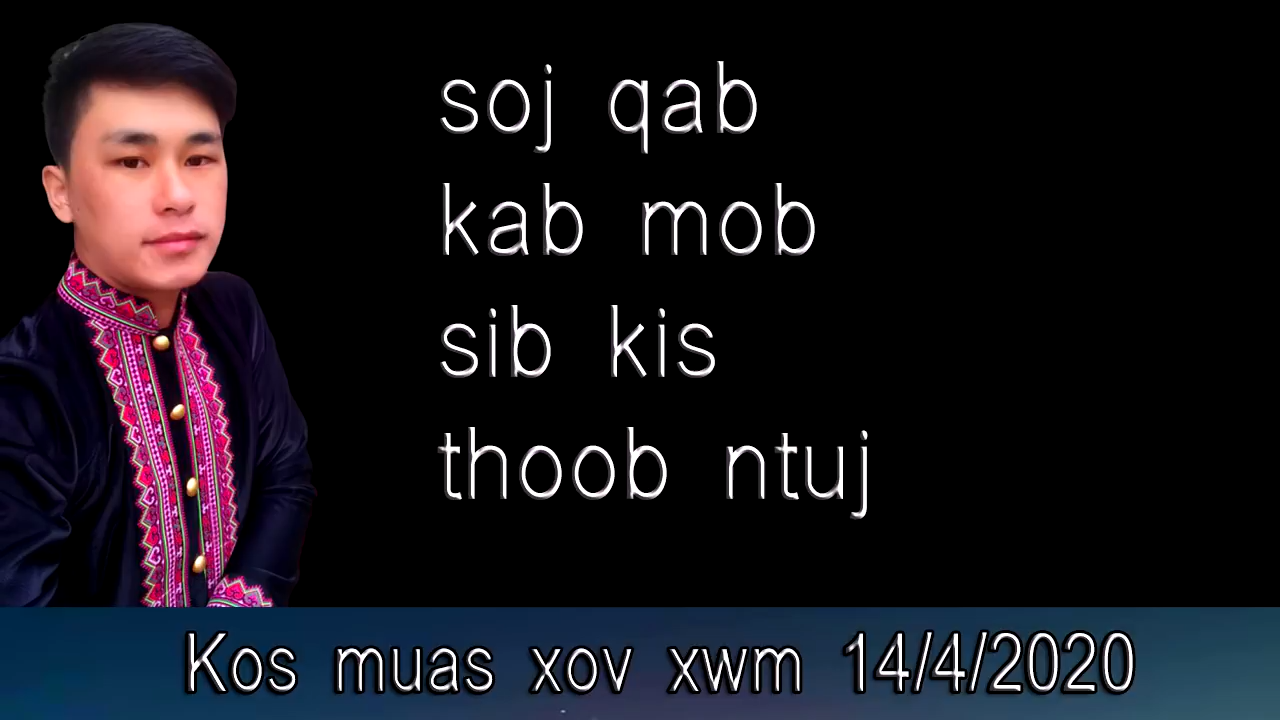 soj qab
kab mob
sib kis
thoob ntuj
Kos muas xov xwm 14/4/2020